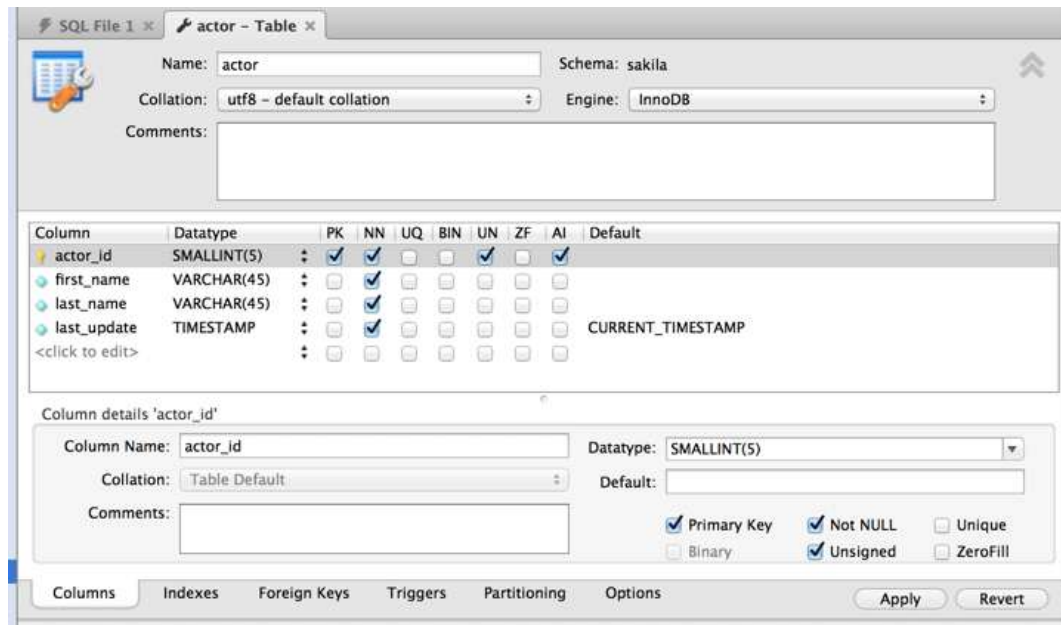 SQL File 1 × actor - Table ×
Name: actor Schema: sakila
Collation: utf8 - default collation Engine: InnoDB
Comments:
Column Datatype PK NN UQ BIN UN ZF AI Default
actor_id SMALLINT(5)
first_name VARCHAR(45)
last_name VARCHAR(45)
last_update TIMESTAMP CURRENT_TIMESTAMP
<click to edit>
Column details 'actor_id'
Column Name: actor_id Datatype: SMALLINT(5)
Collation: Table Default Default:
Comments: Primary Key Not NULL Unique
Binary Unsigned ZeroFill
Columns Indexes Foreign Keys Triggers Partitioning Options Apply Revert